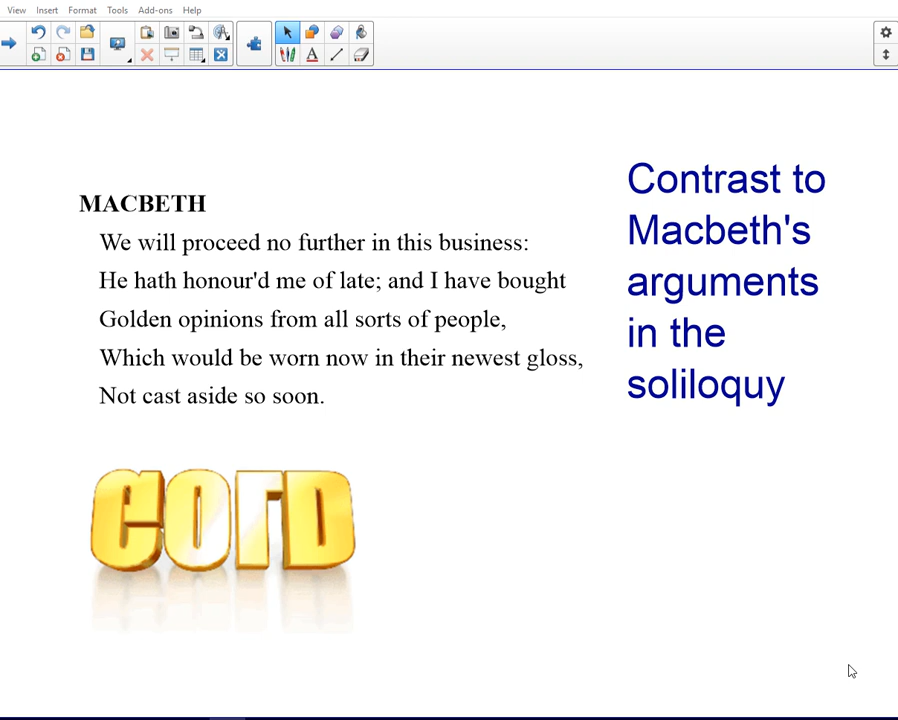 View Insert Format Tools Add-ons Help
MACBETH
We will proceed no further in this business:
He hath honour'd me of late; and I have bought
Golden opinions from all sorts of people,
Which would be worn now in their newest gloss,
Not cast aside so soon.
Contrast to
Macbeth's
arguments
in the
soliloquy
GOLD